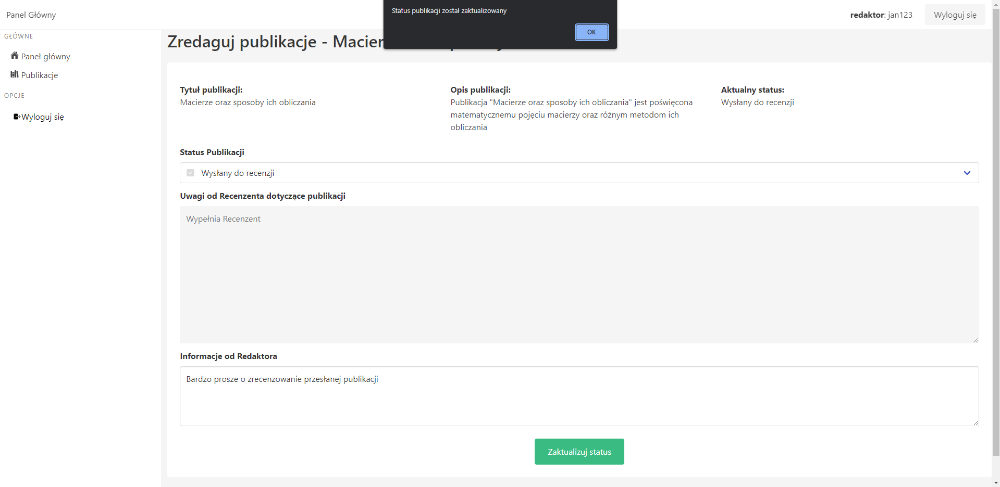 Panel Główny
Status publikacji został zaktualizowany
OK
redaktor: jan123
Wyloguj się
GŁÓWNE
Paneł główny
Publikacje
OPCJE
Wyloguj się
Zredaguj publikacje - Macier
Tytuł publikacji:
Macierze oraz sposoby ich obliczania
Opis publikacji:
Publikacja "Macierze oraz sposoby ich obliczania" jest poświęcona
matematycznemu pojęciu macierzy oraz różnym metodom ich
obliczania
Aktualny status:
Wysłany do recenzji
Status Publikacji
Wysłany do recenzji
Uwagi od Recenzenta dotyczące publikacji
Wypełnia Recenzent
Informacje od Redaktora
Bardzo prosze o zrecenzowanie przesłanej publikacji
Zaktualizuj status